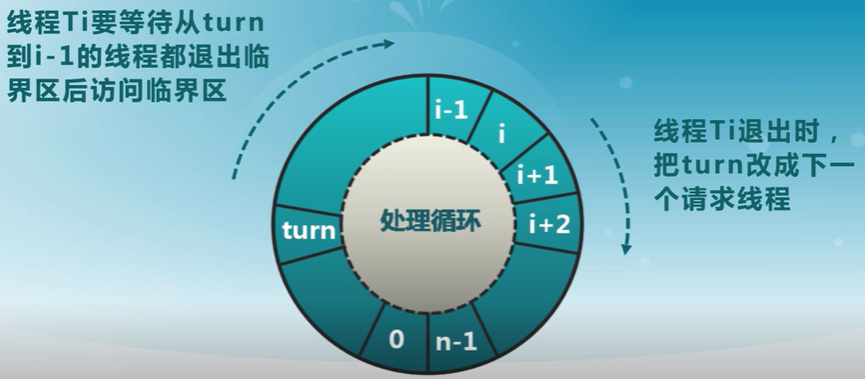 线程Ti要等待从turn
到i-1的线程都退出临
界区后访问临界区
i-1
i
i+1
i+2
turn
处理循环
0
n-1
线程Ti退出时，
把turn改成下一
个请求线程